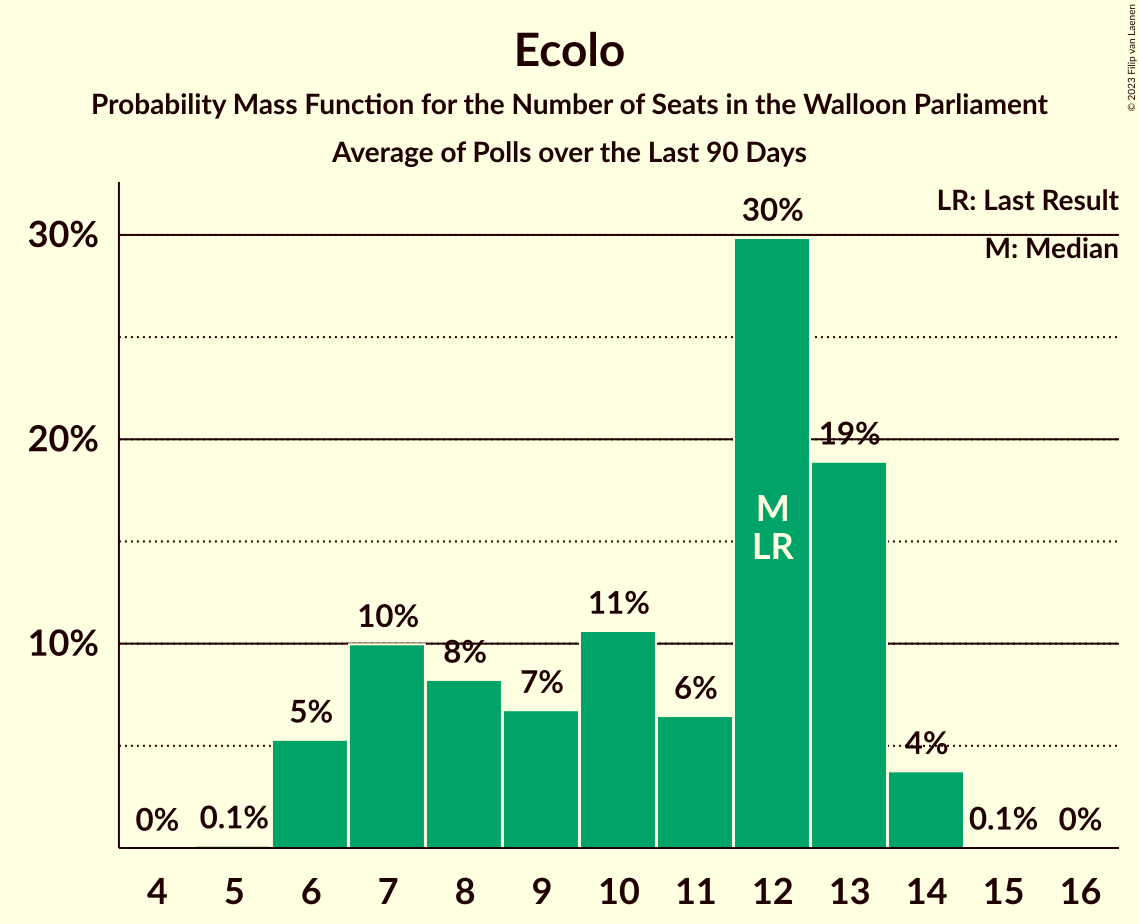 Ecolo
Probability Mass Function for the Number of Seats in the Walloon Parliament
Average of Polls over the Last 90 Days
© 2023 Filip van Laenen
LR: Last Result
M: Median
30%
20%
10%
0%
0.1%
5%
10%
8%
7%
11%
6%
30%
19%
4%
0.1%
0%
M
LR
4 5 6 7 8 9 10 11 12 13 14 15 16